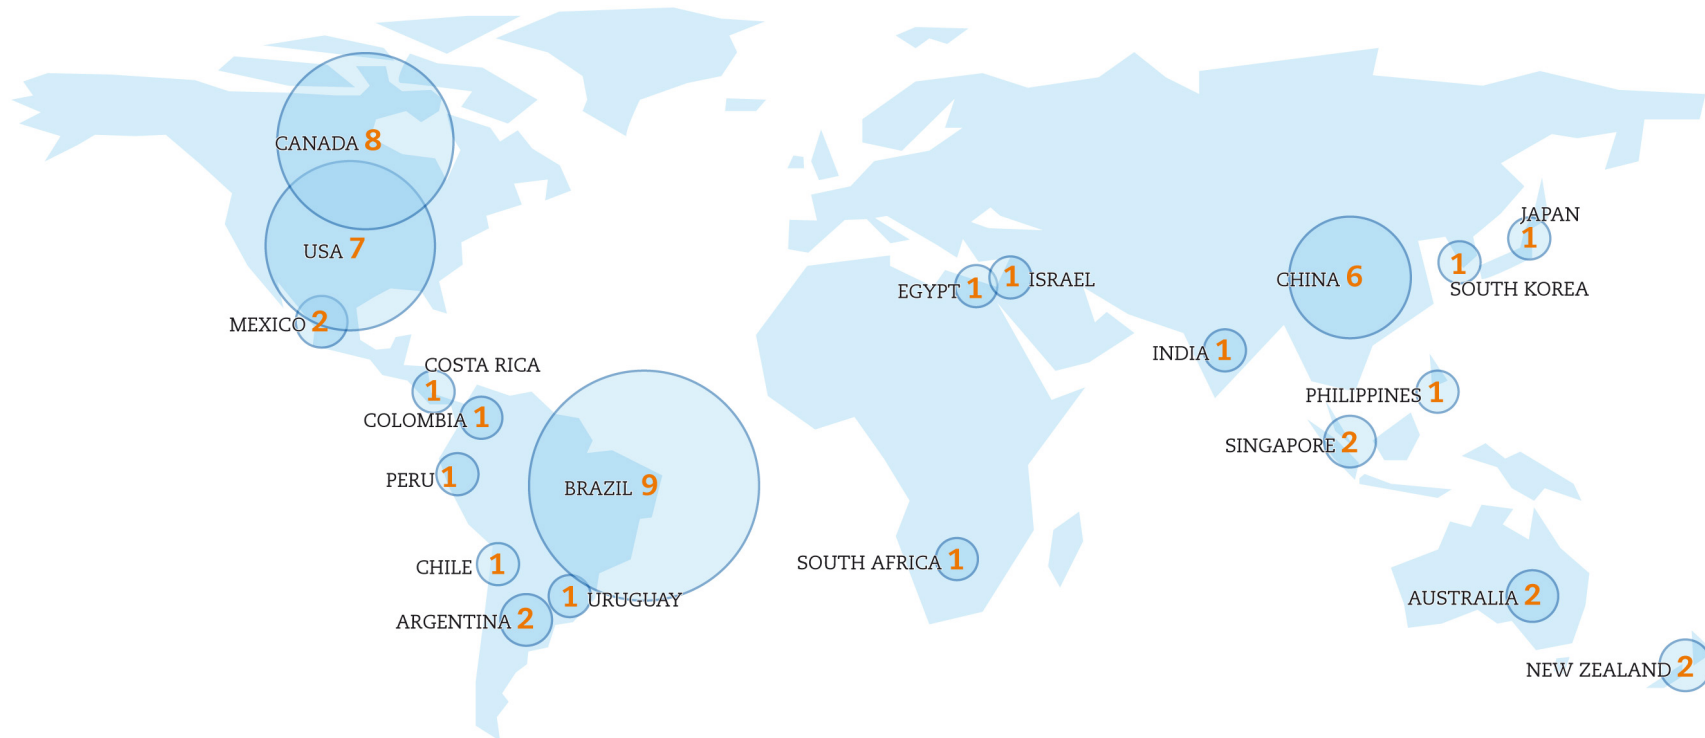 CANADA 8
USA 7
MEXICO 2
COSTA RICA
1
COLOMBIA 1
PERU 1
BRAZIL 9
CHILE 1
1 URUGUAY
ARGENTINA 2
EGYPT 1
1 ISRAEL
SOUTH AFRICA 1
JAPAN
1
1
SOUTH KOREA
CHINA 6
INDIA 1
PHILIPPINES 1
SINGAPORE 2
AUSTRALIA 2
NEW ZEALAND 2